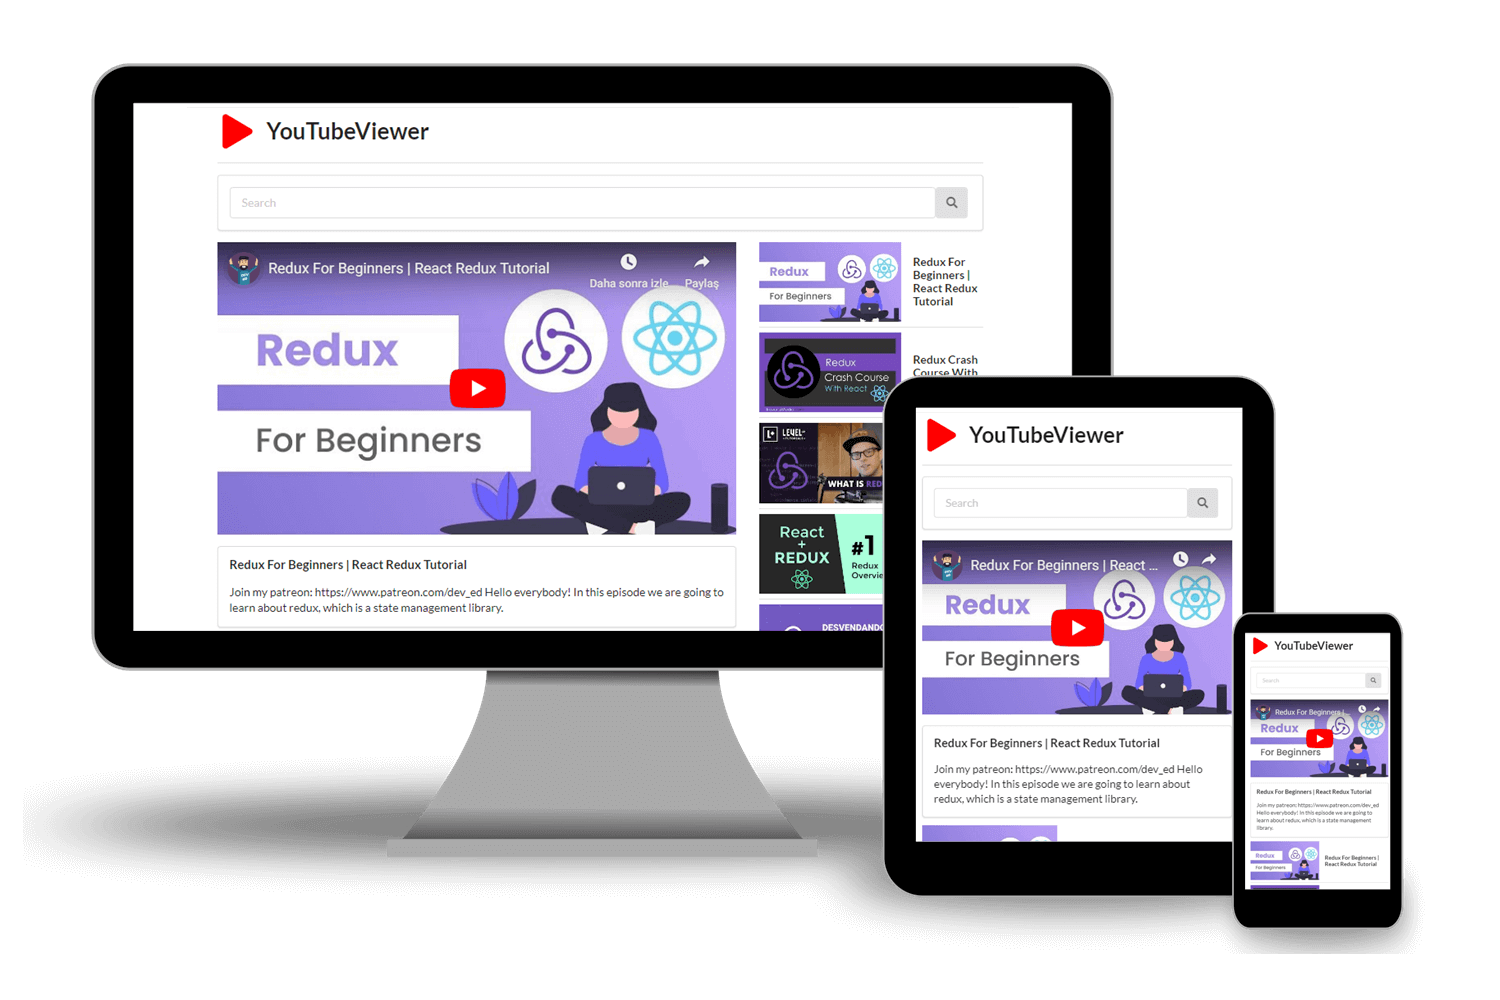 YouTubeViewer
Search
Redux For Beginners | React Redux Tutorial
Daha sonra izle
Paylaş
Redux
For Beginners
Redux For Beginners | React Redux Tutorial
Join my patreon: https://www.patreon.com/dev_ed Hello everybody! In this episode we are going to
learn about redux, which is a state management library.
Redux
For Beginners
Redux For
Beginners |
React Redux
Tutorial
Redux
Crash Course
With React
Redux Crash
Course With
LEVEL
WHAT IS RED
React
+
REDUX
#1
Redux
Overvie
DESVENDANDO
YouTubeViewer
Search
Redux For Beginners | React ...
Redux
For Beginners
Redux For Beginners | React Redux Tutorial
Join my patreon: https://www.patreon.com/dev_ed Hello
everybody! In this episode we are going to learn about
redux, which is a state management library.
YouTubeViewer
Search
Redux For Beginners |...
Redux
For Beginners
Redux For Beginners | React Redux Tutorial
Join my patreon: https://www.patreon.com/dev_ed
Hello everybody! In this episode we are going to
learn about redux, which is a state management
library.
Redux
For Beginners
Redux For Beginners |
React Redux Tutorial